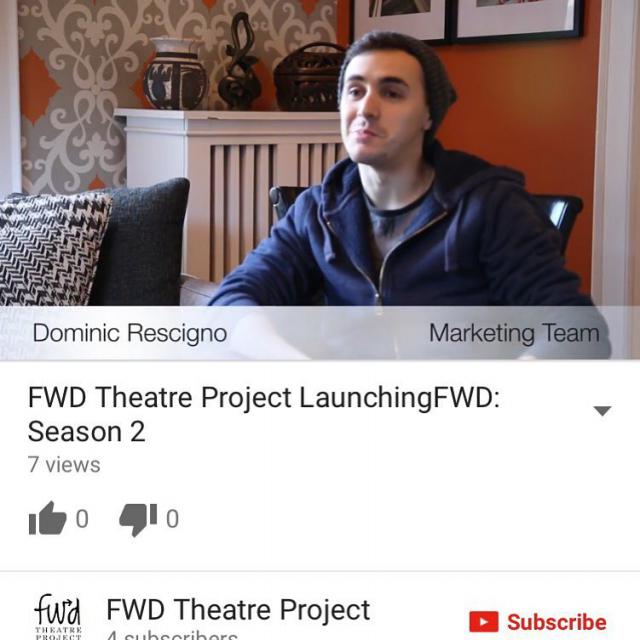 Dominic Rescigno Marketing Team
FWD Theatre Project LaunchingFWD:
Season 2
7 views
0 0
fwd
THEATRE
PROJECT
FWD Theatre Project
4 subscribers
Subscribe